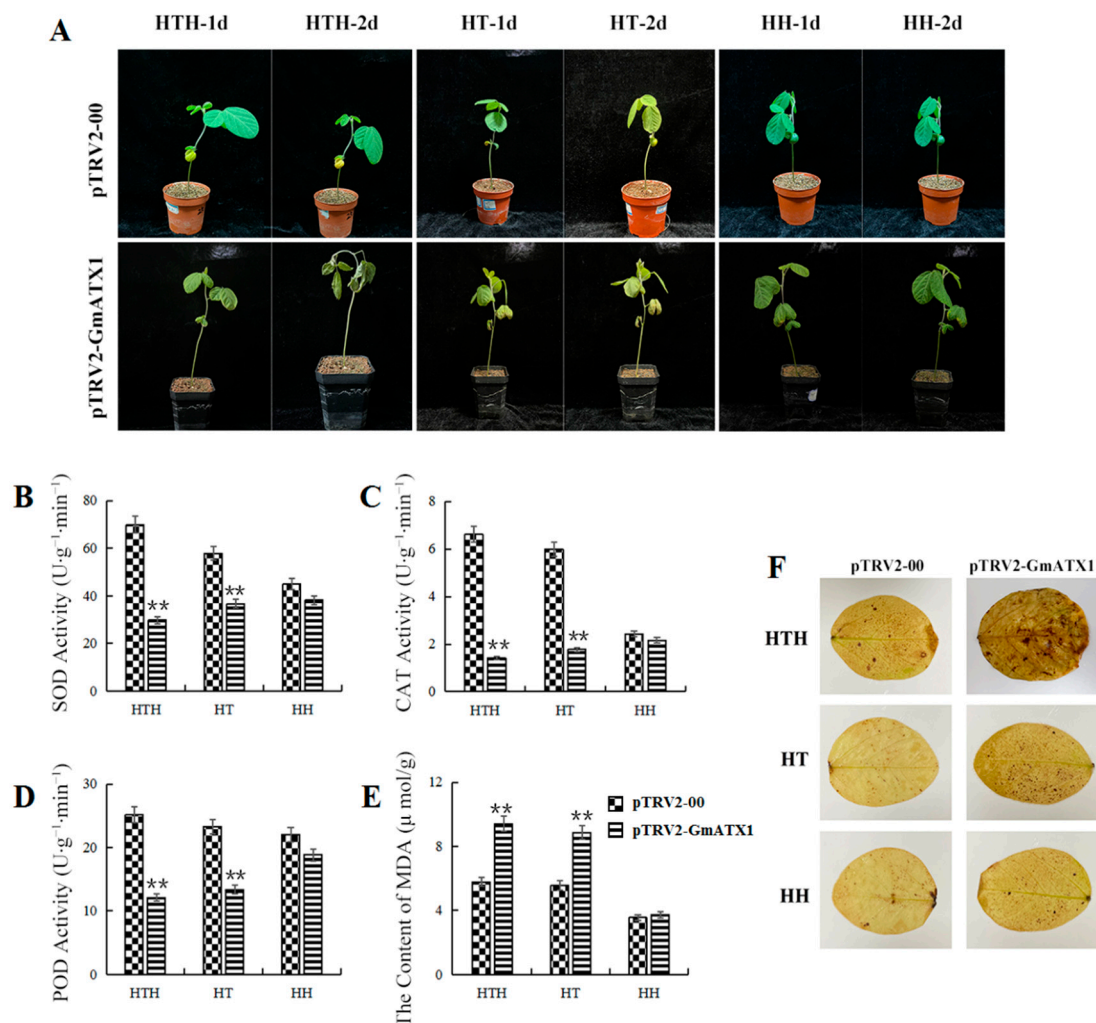 A
HTH-1d HTH-2d HT-1d HT-2d HH-1d HH-2d
pTRV2-00
pTRV2-GmATX1
B
SOD Activity (U·g⁻¹·min⁻¹)
80
60
40
20
0
**
**
HTH HT HH
C
CAT Activity (U·g⁻¹·min⁻¹)
8
6
4
2
0
**
**
HTH HT HH
D
POD Activity (U·g⁻¹·min⁻¹)
30
20
10
0
**
**
HTH HT HH
E
The Content of MDA (μ mol/g)
12
9
6
3
0
**
**
pTRV2-00
pTRV2-GmATX1
HTH HT HH
F
pTRV2-00 pTRV2-GmATX1
HTH
HT
HH